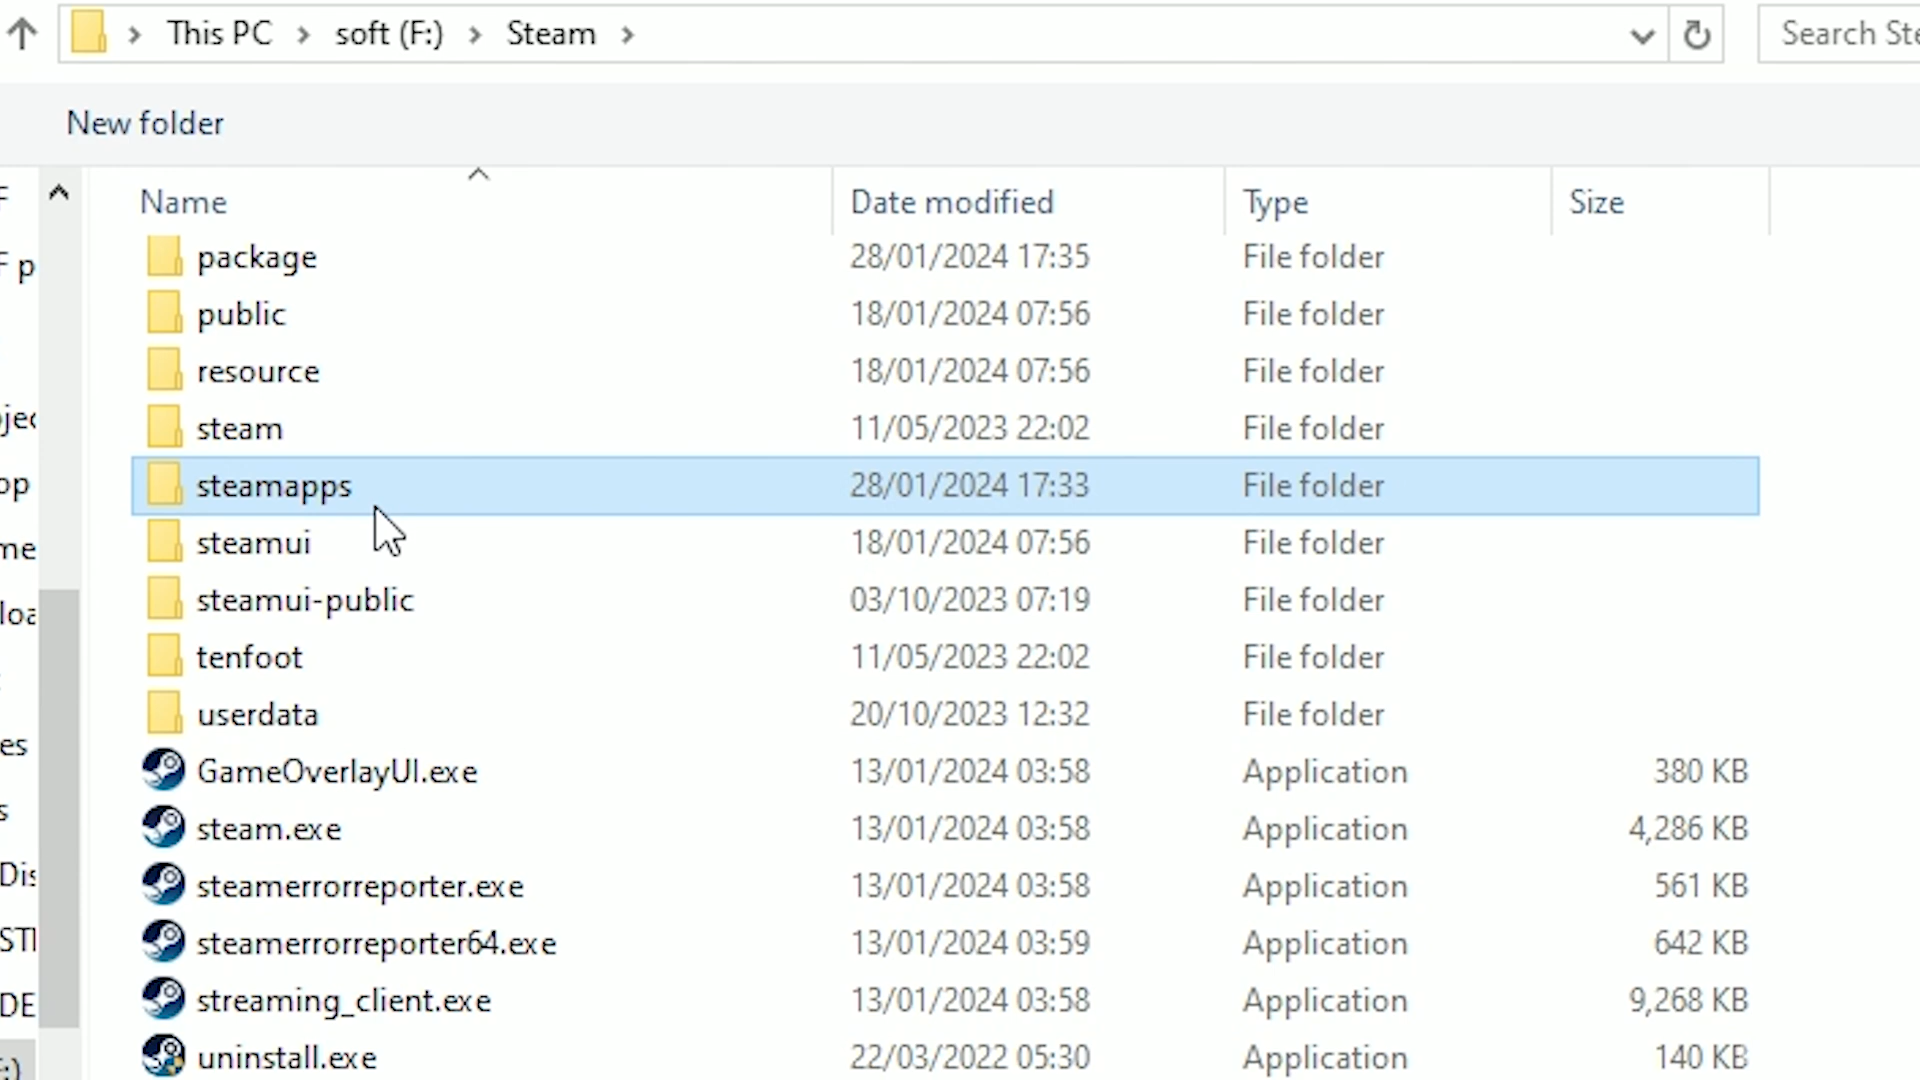 This PC > soft (F:) > Steam > Search Ste
New folder
Name Date modified Type Size
package 28/01/2024 17:35 File folder
public 18/01/2024 07:56 File folder
resource 18/01/2024 07:56 File folder
steam 11/05/2023 22:02 File folder
steamapps 28/01/2024 17:33 File folder
steamui 18/01/2024 07:56 File folder
steamui-public 03/10/2023 07:19 File folder
tenfoot 11/05/2023 22:02 File folder
userdata 20/10/2023 12:32 File folder
GameOverlayUI.exe 13/01/2024 03:58 Application 380 KB
steam.exe 13/01/2024 03:58 Application 4,286 KB
steamerrorreporter.exe 13/01/2024 03:58 Application 561 KB
steamerrorreporter64.exe 13/01/2024 03:59 Application 642 KB
streaming_client.exe 13/01/2024 03:58 Application 9,268 KB
uninstall.exe 22/03/2022 05:30 Application 140 KB